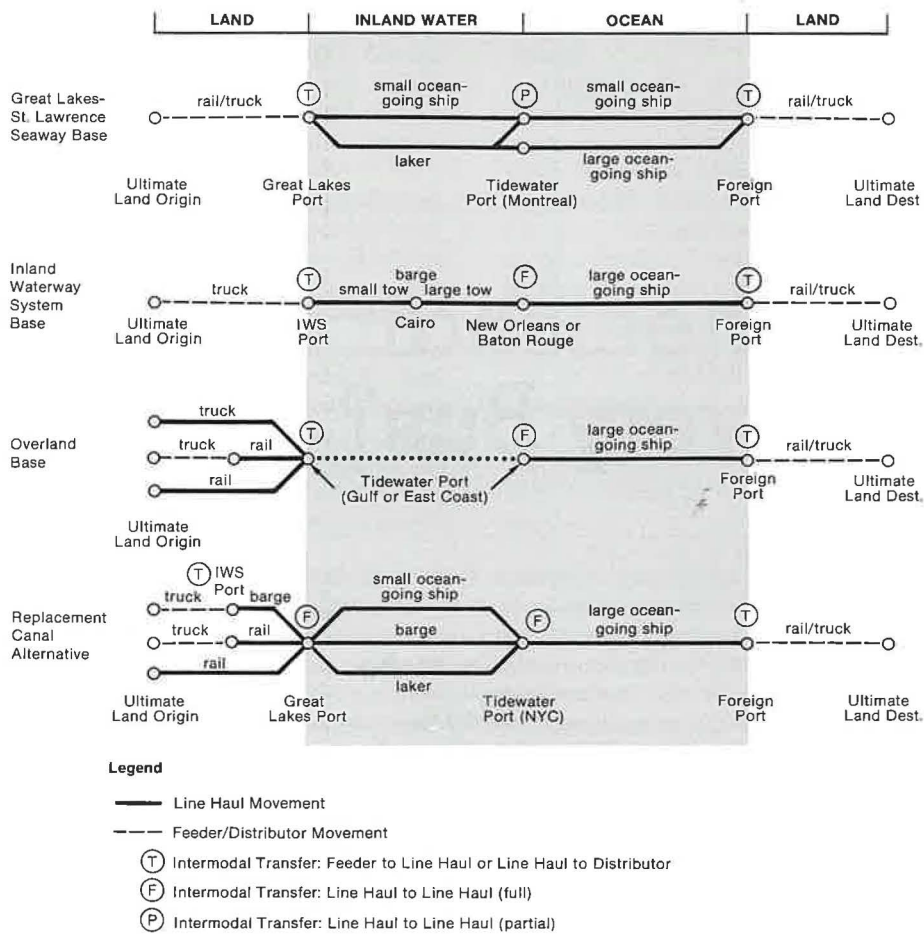 LAND INLAND WATER OCEAN LAND
Great Lakes-
St. Lawrence
Seaway Base
rail/truck
T
small ocean-
going ship
P
small ocean-
going ship
T
rail/truck
laker
large ocean-
going ship
Ultimate
Land Origin
Great Lakes
Port
Tidewater
Port (Montreal)
Foreign
Port
Ultimate
Land Dest
Inland
Waterway
System
Base
truck
T
barge
small tow large tow
F
large ocean-
going ship
T
rail/truck
Ultimate
Land Origin
IWS
Port
Cairo
New Orleans or
Baton Rouge
Foreign
Port
Ultimate
Land Dest.
Overland
Base
truck
truck rail
rail
T
F
large ocean-
going ship
T
rail/truck
Tidewater Port
(Gulf or East Coast)
Foreign
Port
Ultimate
Land Dest.
Ultimate
Land Origin
Replacement
Canal
Alternative
T IWS
Port
truck barge
truck rail
rail
F
small ocean-
going ship
barge
laker
F
large ocean-
going ship
T
rail/truck
Ultimate
Land Origin
Great
Lakes Port
Tidewater
Port (NYC)
Foreign
Port
Ultimate
Land Dest.
Legend
Line Haul Movement
Feeder/Distributor Movement
T Intermodal Transfer: Feeder to Line Haul or Line Haul to Distributor
F Intermodal Transfer: Line Haul to Line Haul (full)
P Intermodal Transfer: Line Haul to Line Haul (partial)